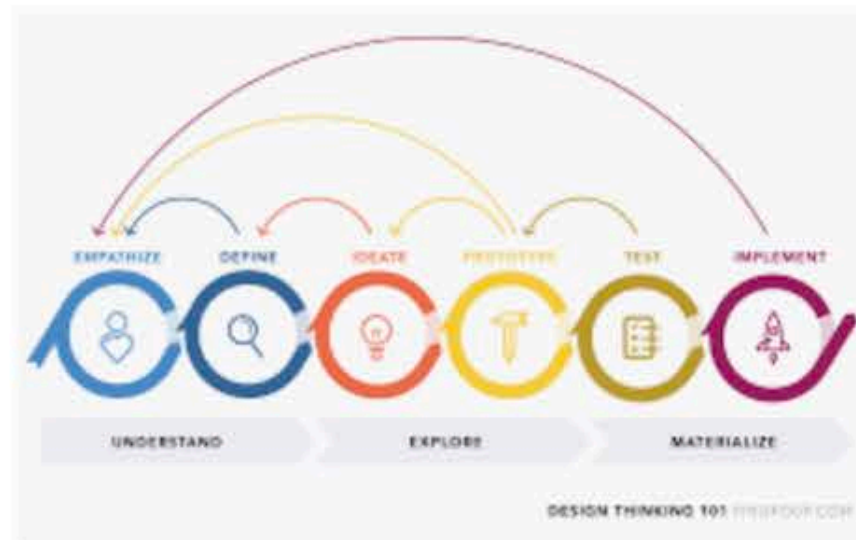 EMPATHIZE DEFINE IDEATE PROTOTYPE TEST IMPLEMENT
UNDERSTAND EXPLORE MATERIALIZE
DESIGN THINKING 101